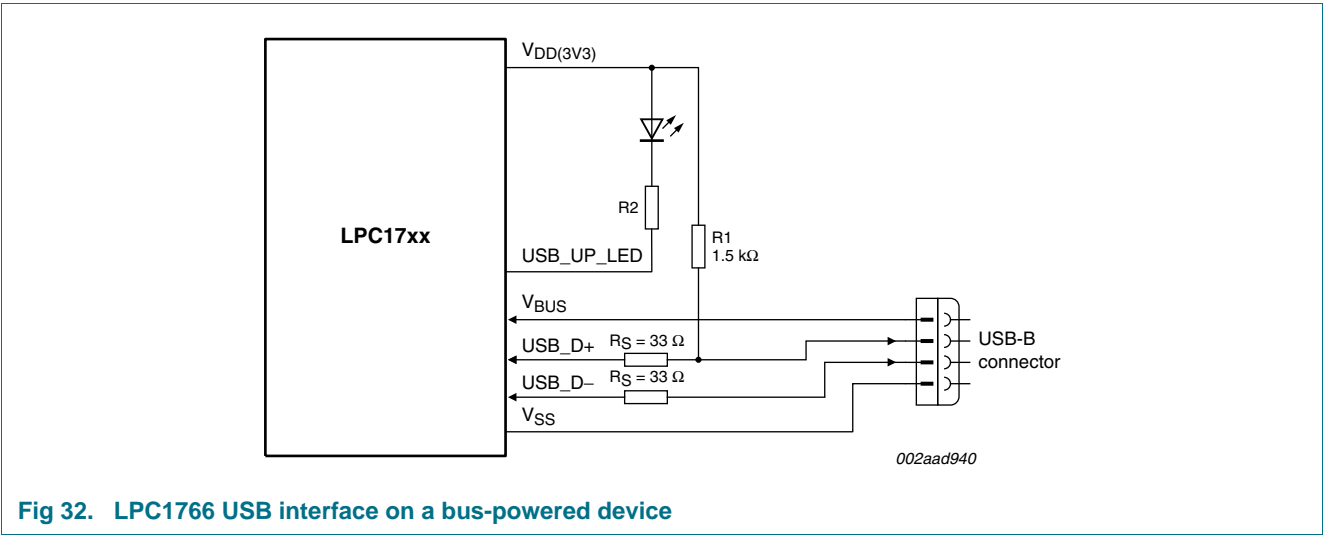 VDD(3V3)
R2
LPC17xx
R1
1.5 kΩ
USB_UP_LED
VBUS
USB_D+
RS = 33 Ω
USB-B
connector
USB_D−
RS = 33 Ω
VSS
002aad940
Fig 32. LPC1766 USB interface on a bus-powered device